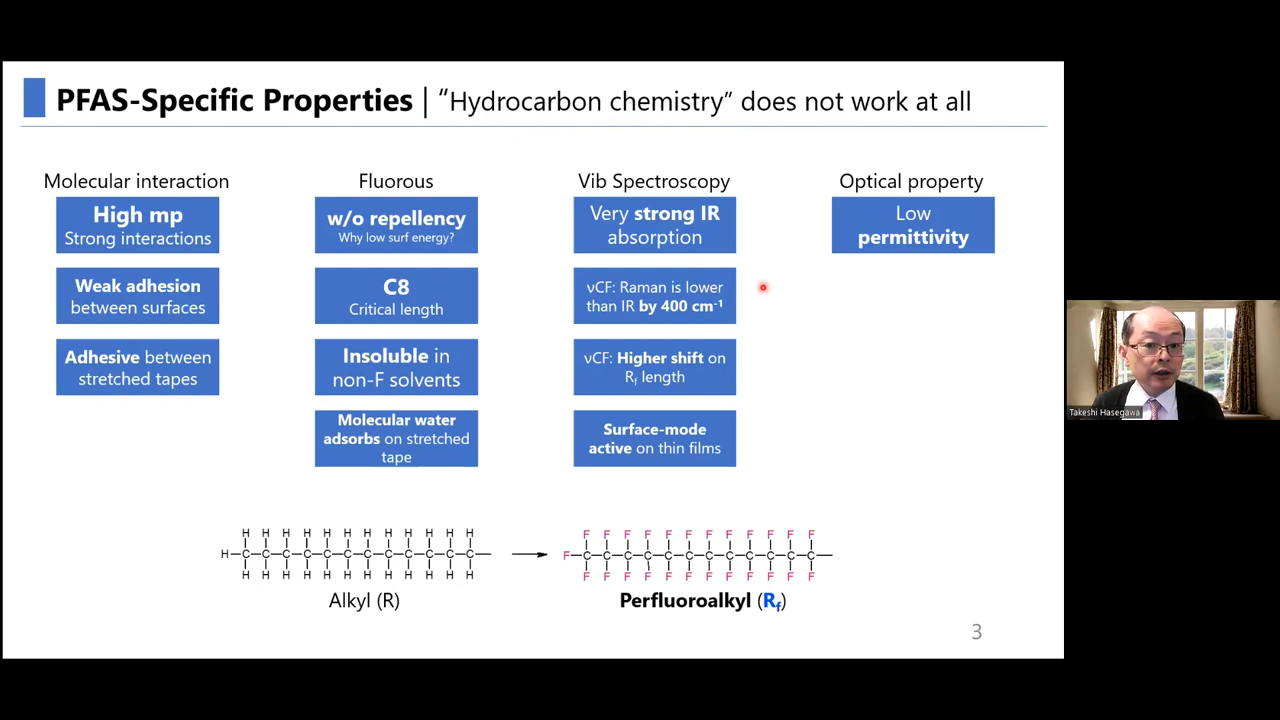 PFAS-Specific Properties | "Hydrocarbon chemistry" does not work at all
Molecular interaction
High mp
Strong interactions
Weak adhesion
between surfaces
Adhesive between
stretched tapes
Fluorous
w/o repellency
Why low surf energy?
C8
Critical length
Insoluble in
non-F solvents
Molecular water
adsorbs on stretched
tape
Vib Spectroscopy
Very strong IR
absorption
νCF: Raman is lower
than IR by 400 cm⁻¹
νCF: Higher shift on
Rf length
Surface-mode
active on thin films
Optical property
Low
permittivity
H H H H H H H H H H H H
H C C C C C C C C C C C C
H H H H H H H H H H H H
Alkyl (R)
F F F F F F F F F F F F
F C C C C C C C C C C C C
F F F F F F F F F F F F
Perfluoroalkyl (Rf)
3
Takeshi Hasegawa